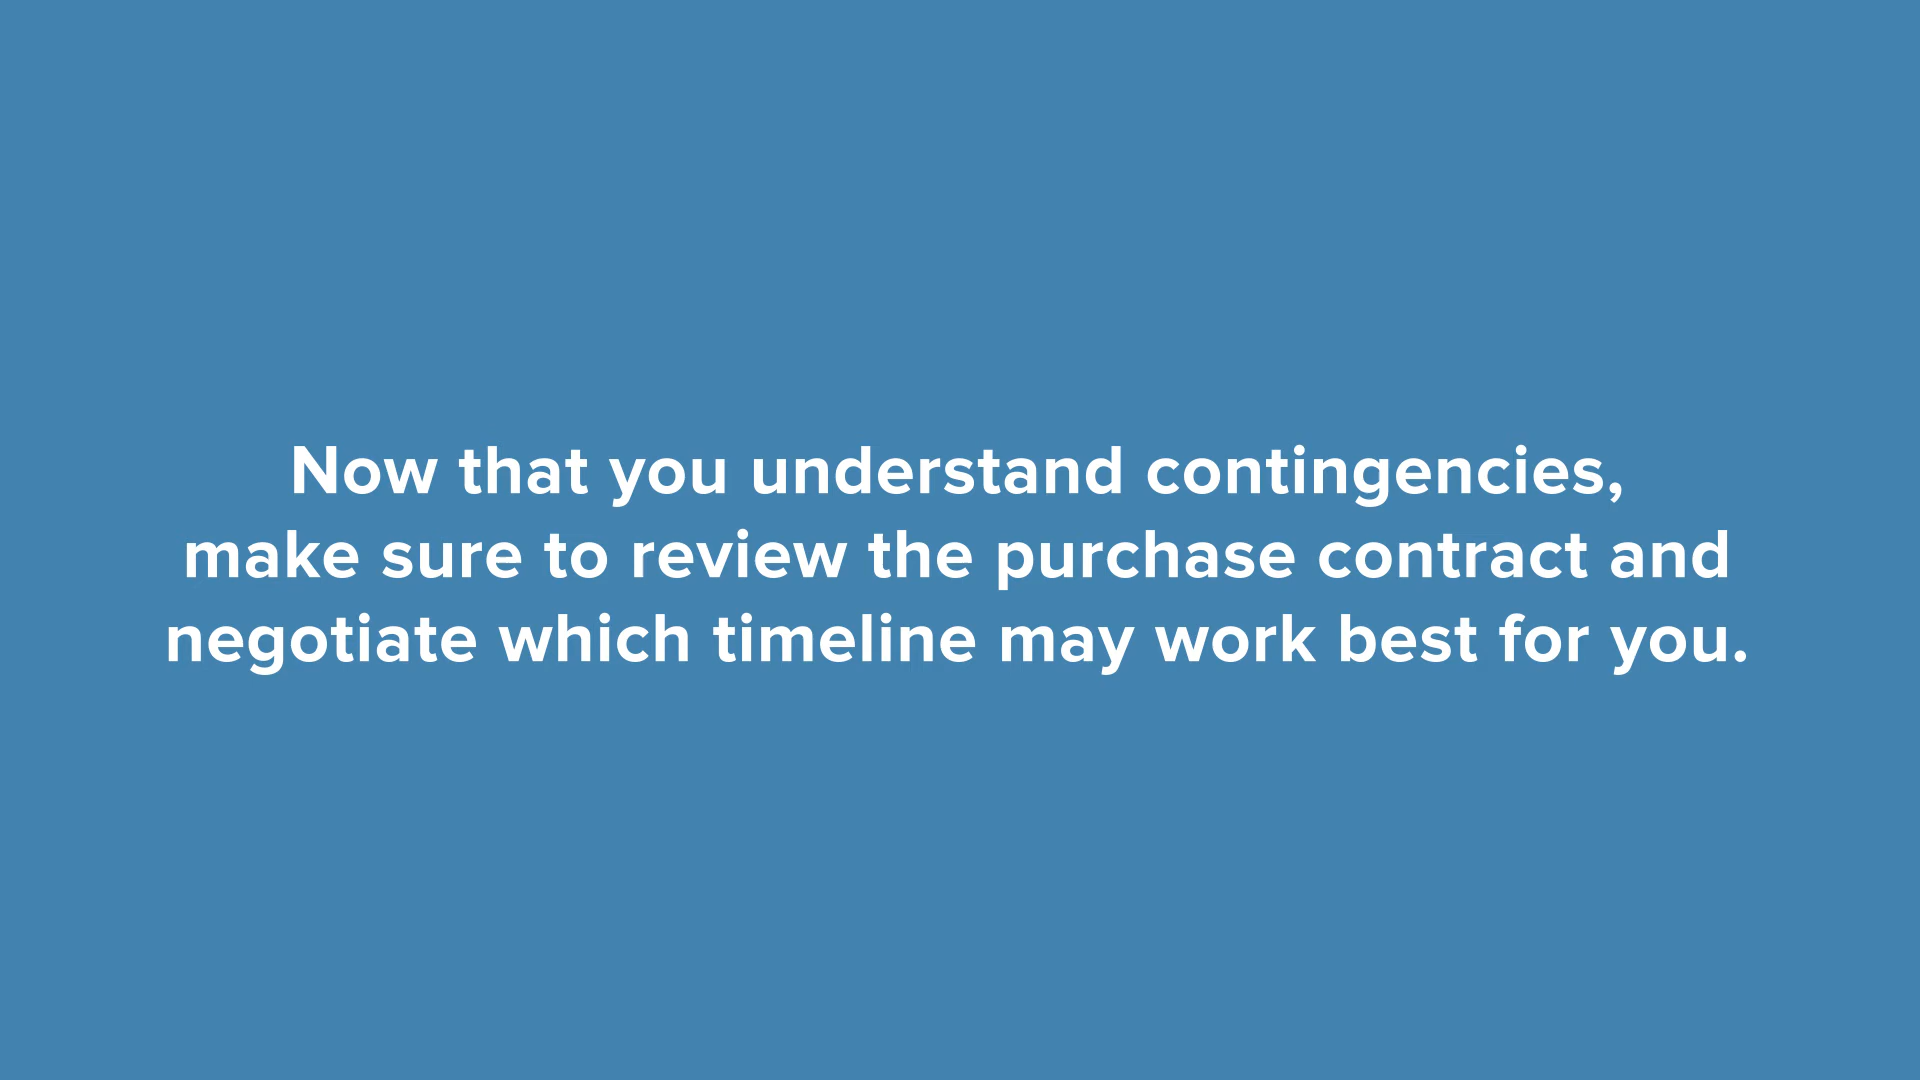 Now that you understand contingencies,
make sure to review the purchase contract and
negotiate which timeline may work best for you.